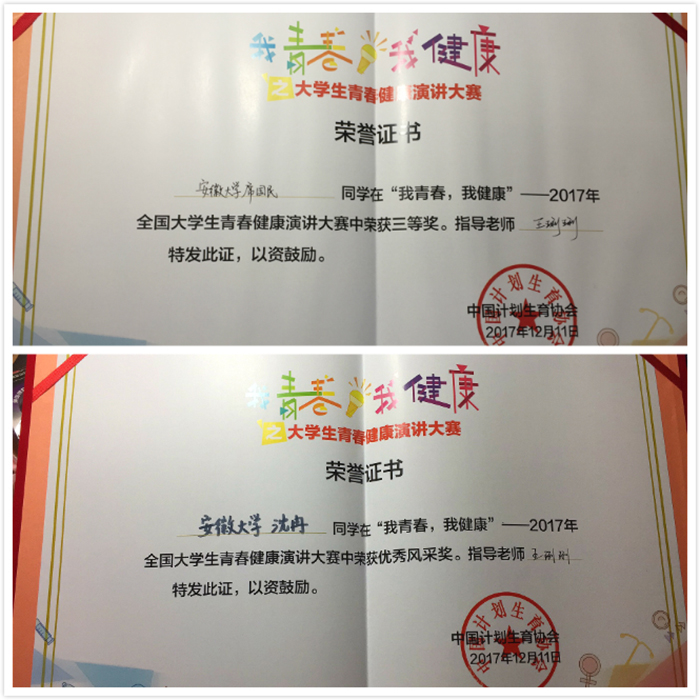 我青春我健康
之大学生青春健康演讲大赛
荣誉证书
安徽大学席国民 同学在“我青春，我健康”——2017年
全国大学生青春健康演讲大赛中荣获三等奖。指导老师
特发此证，以资鼓励。
中国计划生育协会
2017年12月11日
我青春我健康
之大学生青春健康演讲大赛
荣誉证书
安徽大学 沈冉 同学在“我青春，我健康”——2017年
全国大学生青春健康演讲大赛中荣获优秀风采奖。指导老师
特发此证，以资鼓励。
中国计划生育协会
2017年12月11日